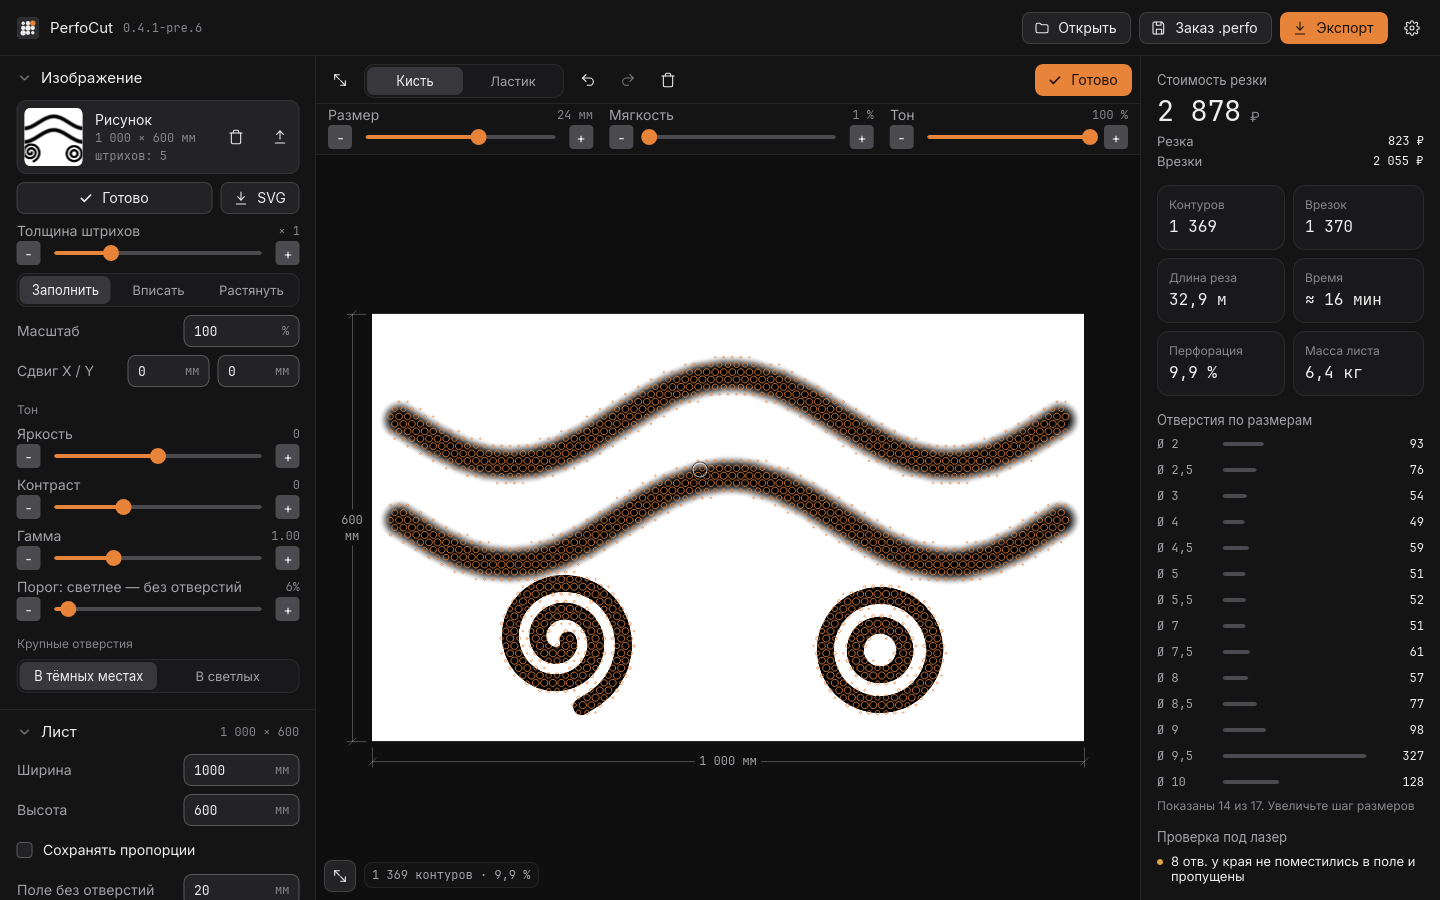 PerfoCut 0.4.1-pre.6
Открыть
Заказ .perfo
Экспорт
Изображение
Рисунок
1 000 × 600 мм
штрихов: 5
Готово
SVG
Толщина штрихов × 1
- +
Заполнить Вписать Растянуть
Масштаб 100 %
Сдвиг X / Y 0 мм 0 мм
Тон
Яркость 0
- +
Контраст 0
- +
Гамма 1.00
- +
Порог: светлее — без отверстий 6%
- +
Крупные отверстия
В тёмных местах В светлых
Лист 1 000 × 600
Ширина 1000 мм
Высота 600 мм
Сохранять пропорции
Поле без отверстий 20 мм
Кисть Ластик
Готово
Размер 24 мм
- +
Мягкость 1 %
- +
Тон 100 %
- +
600
мм
1 000 мм
1 369 контуров · 9,9 %
Стоимость резки
2 878 ₽
Резка 823 ₽
Врезки 2 055 ₽
Контуров
1 369
Врезок
1 370
Длина реза
32,9 м
Время
≈ 16 мин
Перфорация
9,9 %
Масса листа
6,4 кг
Отверстия по размерам
Ø 2 93
Ø 2,5 76
Ø 3 54
Ø 4 49
Ø 4,5 59
Ø 5 51
Ø 5,5 52
Ø 7 51
Ø 7,5 61
Ø 8 57
Ø 8,5 77
Ø 9 98
Ø 9,5 327
Ø 10 128
Показаны 14 из 17. Увеличьте шаг размеров
Проверка под лазер
8 отв. у края не поместились в поле и
пропущены